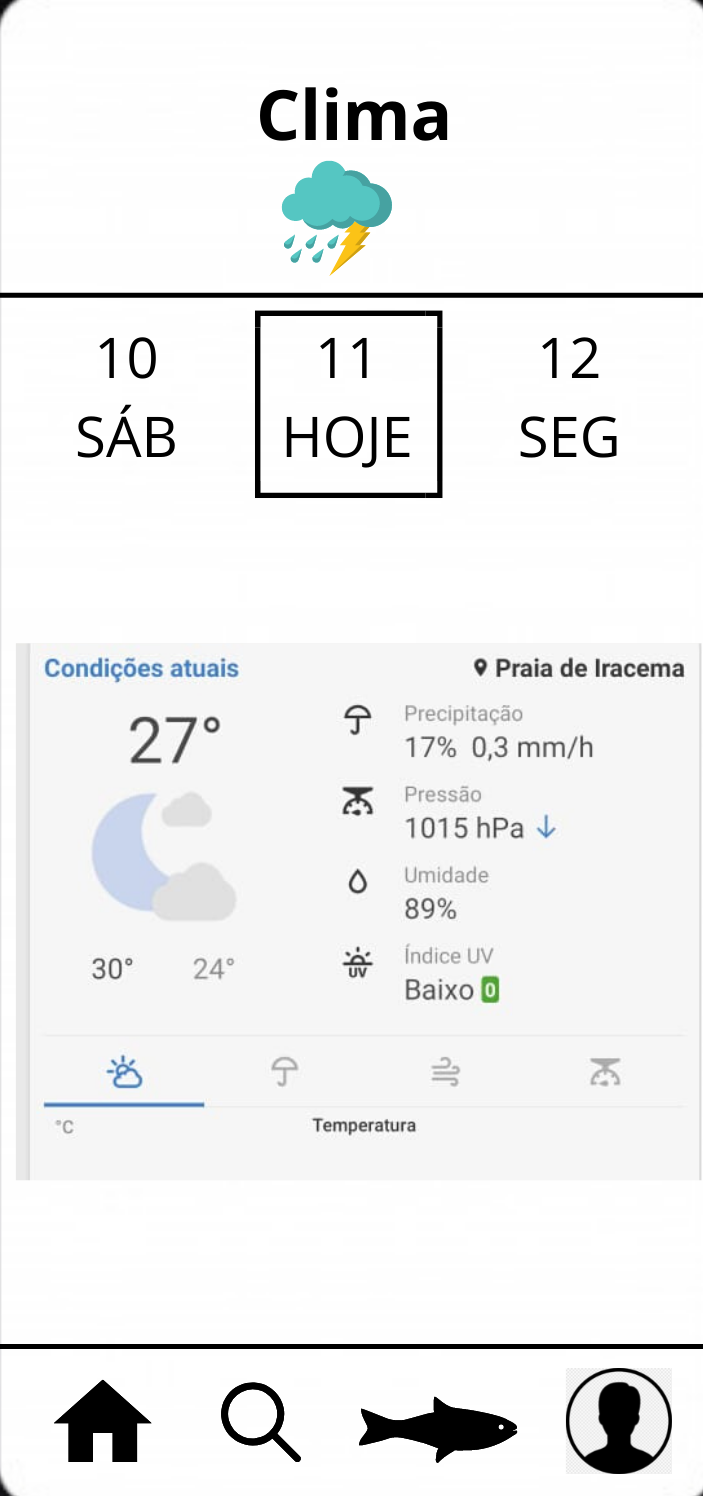 Clima
10 11 12
SÁB HOJE SEG
Condições atuais Praia de Iracema
27°
Precipitação
17% 0,3 mm/h
Pressão
1015 hPa ↓
Umidade
89%
30° 24°
Índice UV
UV
Baixo 0
°C Temperatura